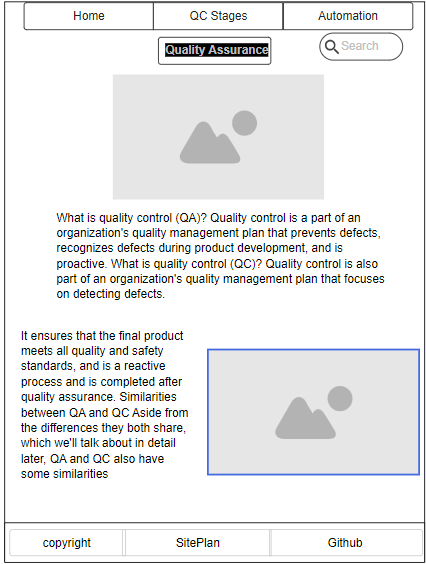 Home QC Stages Automation
Quality Assurance
Search
What is quality control (QA)? Quality control is a part of an
organization's quality management plan that prevents defects,
recognizes defects during product development, and is
proactive. What is quality control (QC)? Quality control is also
part of an organization's quality management plan that focuses
on detecting defects.
It ensures that the final product
meets all quality and safety
standards, and is a reactive
process and is completed after
quality assurance. Similarities
between QA and QC Aside from
the differences they both share,
which we'll talk about in detail
later, QA and QC also have
some similarities
copyright SitePlan Github